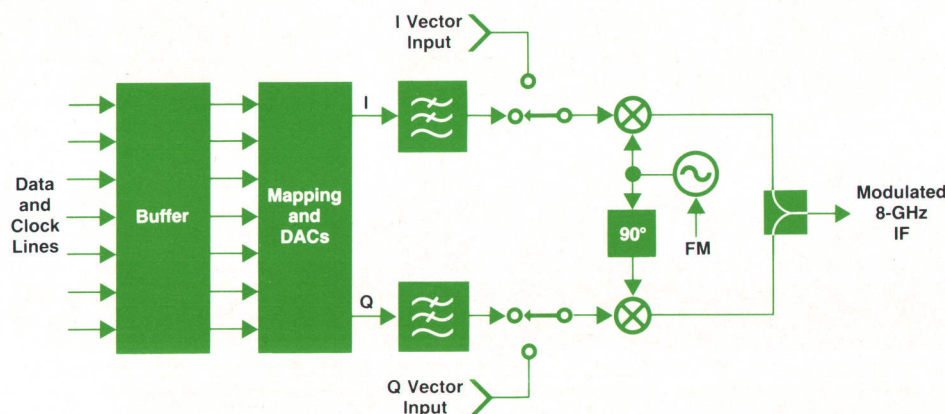 I Vector
Input
Data
and
Clock
Lines
Buffer
Mapping
and
DACs
I
Q
90°
FM
Modulated
8-GHz
IF
Q Vector
Input